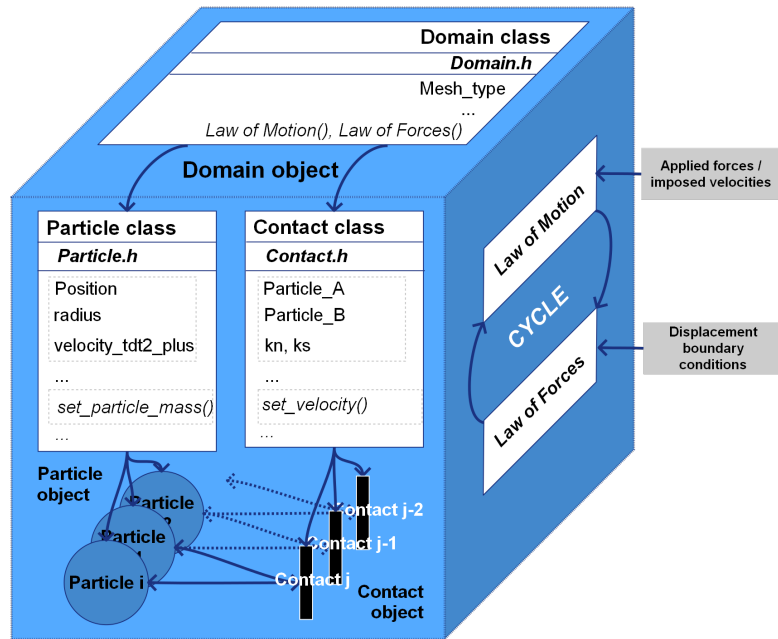 Domain class
Domain.h
Mesh_type
...
Law of Motion(), Law of Forces()
Domain object
Particle class
Particle.h
Position
radius
velocity_tdt2_plus
...
set_particle_mass()
...
Contact class
Contact.h
Particle_A
Particle_B
kn, ks
...
set_velocity()
...
Law of Motion
CYCLE
Law of Forces
Applied forces /
imposed velocities
Displacement
boundary
conditions
Particle
object
Particle
Particle
Particle i
Contact j-2
Contact j-1
Contact j
Contact
object